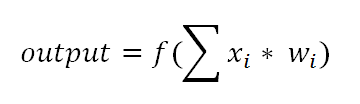 output = f(∑ xᵢ * wᵢ)